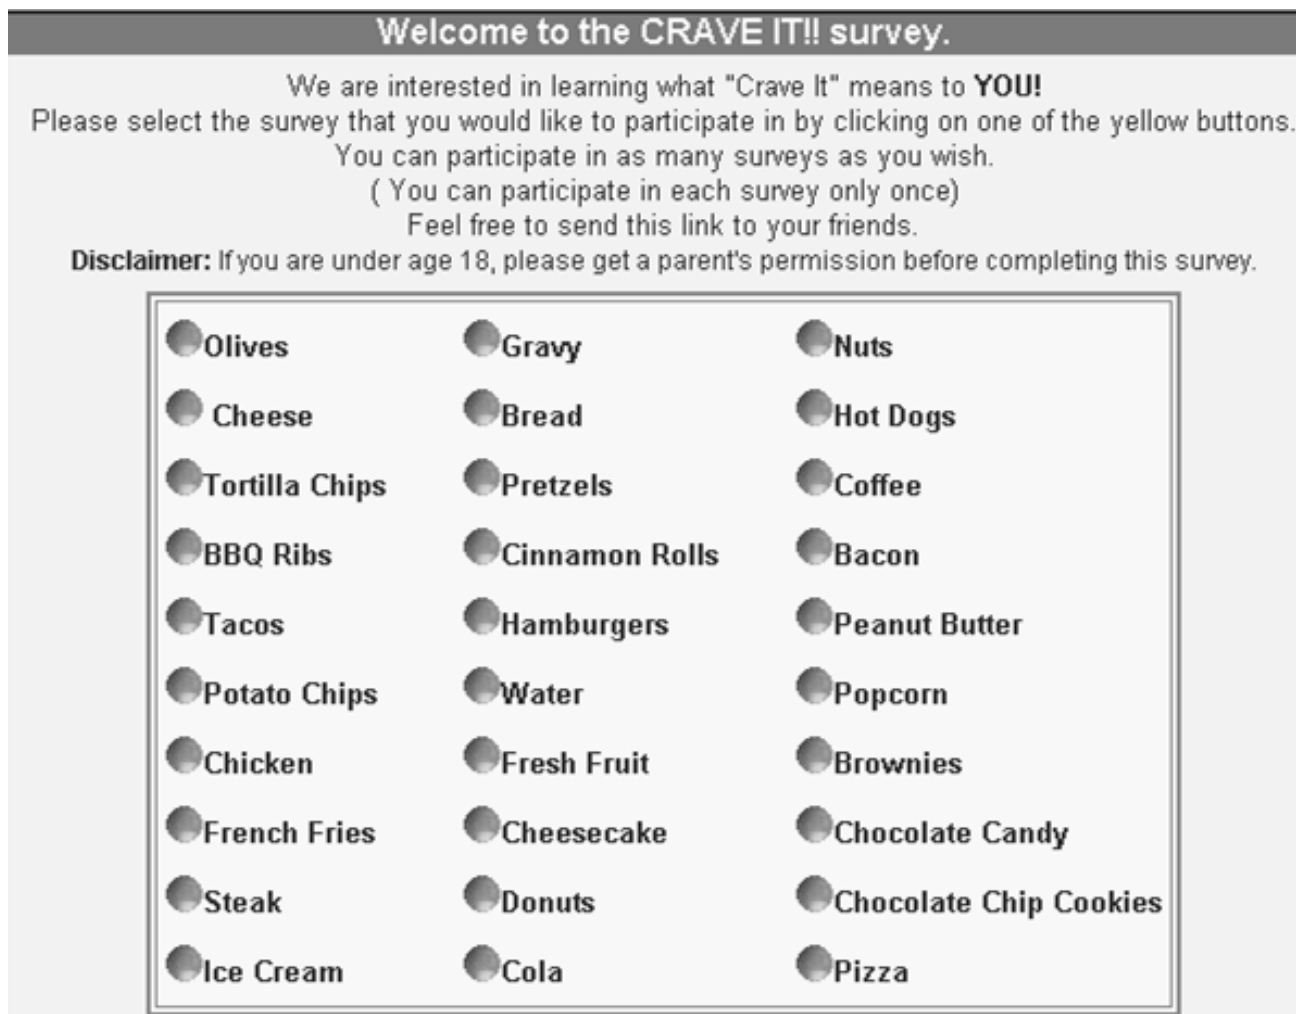 Welcome to the CRAVE IT!! survey.
We are interested in learning what "Crave It" means to YOU!
Please select the survey that you would like to participate in by clicking on one of the yellow buttons.
You can participate in as many surveys as you wish.
( You can participate in each survey only once)
Feel free to send this link to your friends.
Disclaimer: If you are under age 18, please get a parent's permission before completing this survey.
Olives Gravy Nuts
Cheese Bread Hot Dogs
Tortilla Chips Pretzels Coffee
BBQ Ribs Cinnamon Rolls Bacon
Tacos Hamburgers Peanut Butter
Potato Chips Water Popcorn
Chicken Fresh Fruit Brownies
French Fries Cheesecake Chocolate Candy
Steak Donuts Chocolate Chip Cookies
Ice Cream Cola Pizza